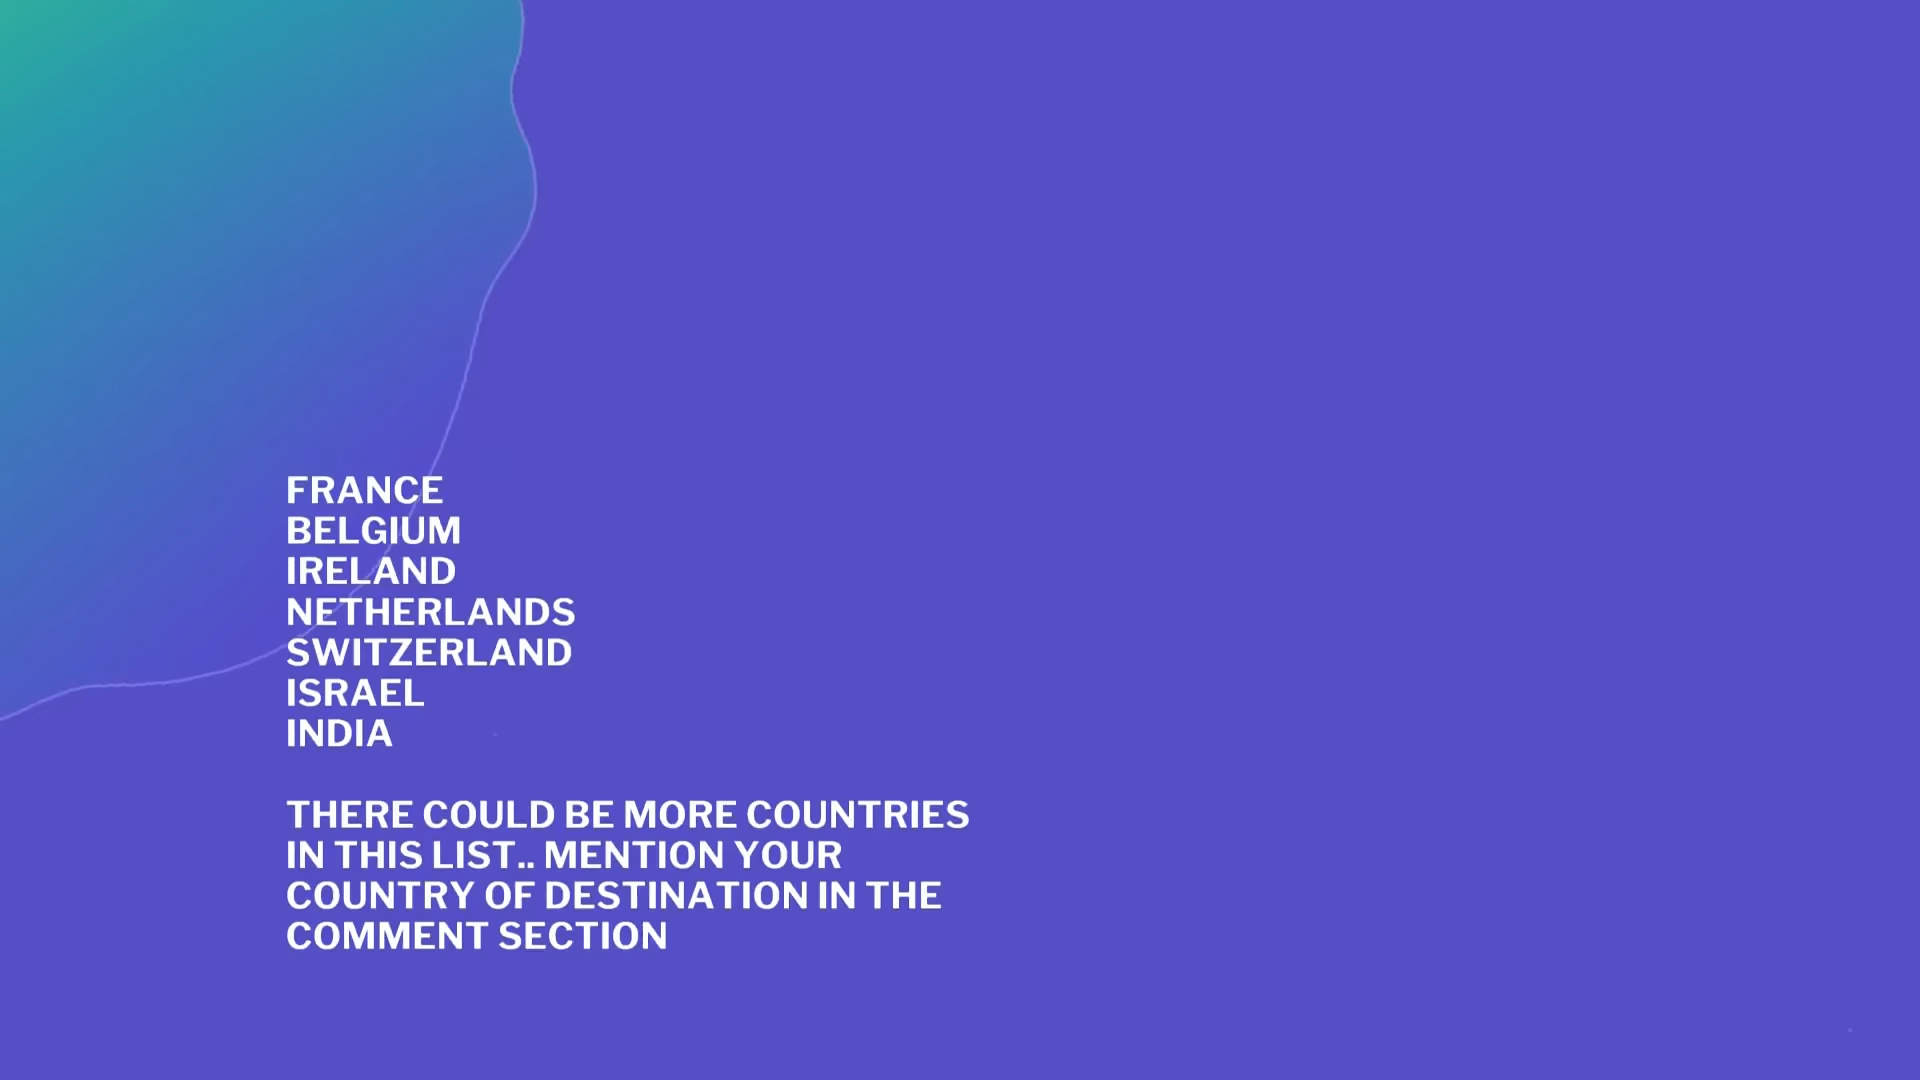 FRANCE
BELGIUM
IRELAND
NETHERLANDS
SWITZERLAND
ISRAEL
INDIA
THERE COULD BE MORE COUNTRIES
IN THIS LIST.. MENTION YOUR
COUNTRY OF DESTINATION IN THE
COMMENT SECTION